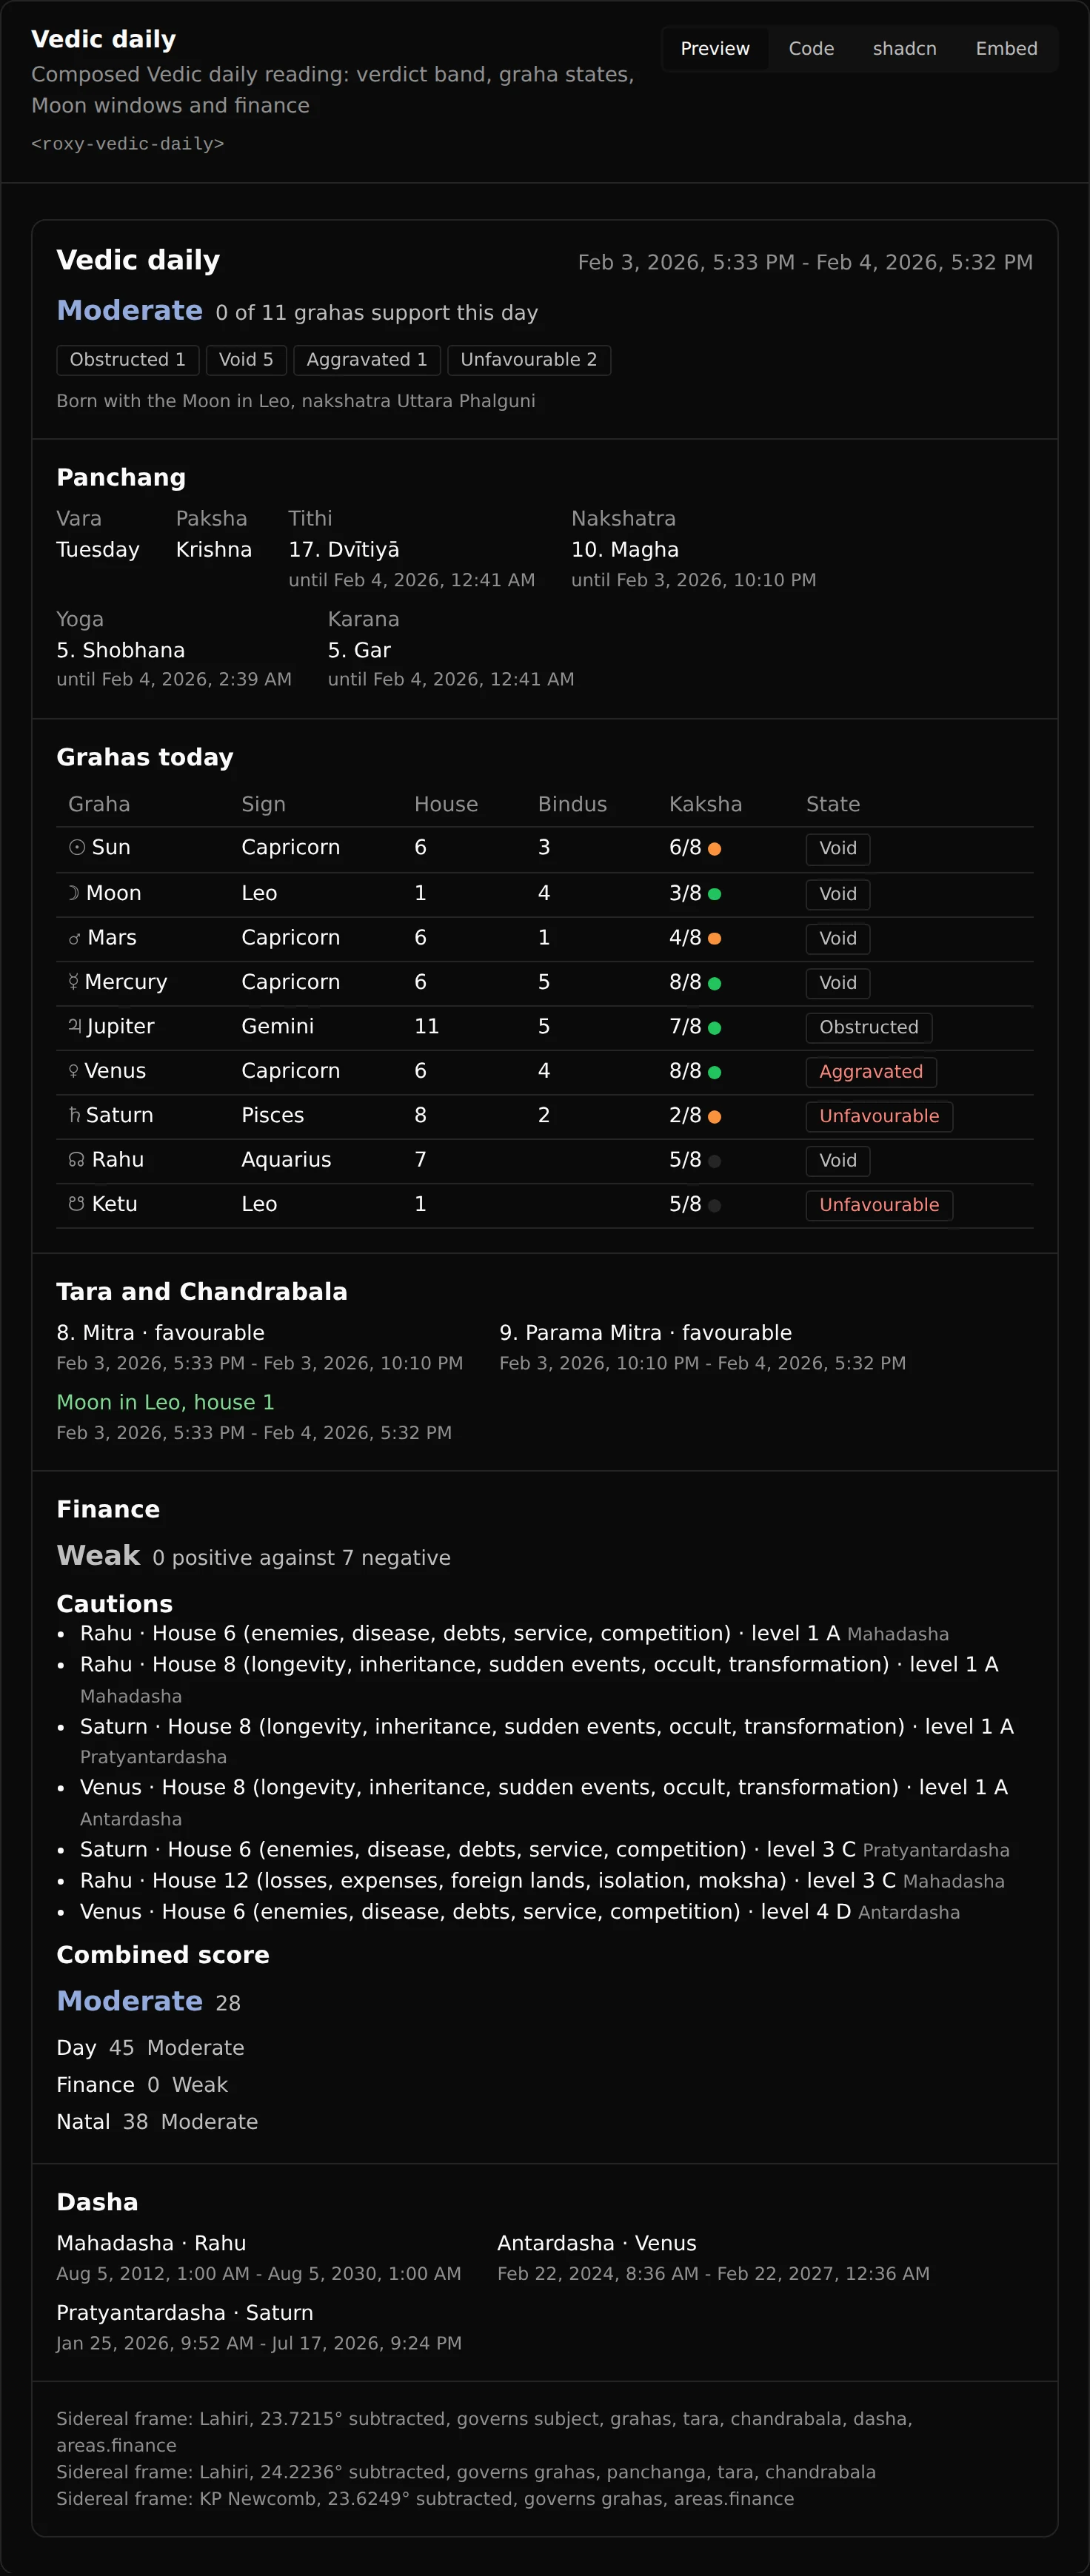 Vedic daily
Preview Code shadcn Embed
Composed Vedic daily reading: verdict band, graha states,
Moon windows and finance
<roxy-vedic-daily>
Vedic daily
Feb 3, 2026, 5:33 PM - Feb 4, 2026, 5:32 PM
Moderate 0 of 11 grahas support this day
Obstructed 1 Void 5 Aggravated 1 Unfavourable 2
Born with the Moon in Leo, nakshatra Uttara Phalguni
Panchang
Vara Paksha Tithi Nakshatra
Tuesday Krishna 17. Dvītiyā 10. Magha
until Feb 4, 2026, 12:41 AM until Feb 3, 2026, 10:10 PM
Yoga Karana
5. Shobhana 5. Gar
until Feb 4, 2026, 2:39 AM until Feb 4, 2026, 12:41 AM
Grahas today
Graha Sign House Bindus Kaksha State
☉ Sun Capricorn 6 3 6/8 Void
☽ Moon Leo 1 4 3/8 Void
♂ Mars Capricorn 6 1 4/8 Void
☿ Mercury Capricorn 6 5 8/8 Void
♃ Jupiter Gemini 11 5 7/8 Obstructed
♀ Venus Capricorn 6 4 8/8 Aggravated
♄ Saturn Pisces 8 2 2/8 Unfavourable
☊ Rahu Aquarius 7 5/8 Void
☋ Ketu Leo 1 5/8 Unfavourable
Tara and Chandrabala
8. Mitra · favourable 9. Parama Mitra · favourable
Feb 3, 2026, 5:33 PM - Feb 3, 2026, 10:10 PM Feb 3, 2026, 10:10 PM - Feb 4, 2026, 5:32 PM
Moon in Leo, house 1
Feb 3, 2026, 5:33 PM - Feb 4, 2026, 5:32 PM
Finance
Weak 0 positive against 7 negative
Cautions
• Rahu · House 6 (enemies, disease, debts, service, competition) · level 1 A Mahadasha
• Rahu · House 8 (longevity, inheritance, sudden events, occult, transformation) · level 1 A
Mahadasha
• Saturn · House 8 (longevity, inheritance, sudden events, occult, transformation) · level 1 A
Pratyantardasha
• Venus · House 8 (longevity, inheritance, sudden events, occult, transformation) · level 1 A
Antardasha
• Saturn · House 6 (enemies, disease, debts, service, competition) · level 3 C Pratyantardasha
• Rahu · House 12 (losses, expenses, foreign lands, isolation, moksha) · level 3 C Mahadasha
• Venus · House 6 (enemies, disease, debts, service, competition) · level 4 D Antardasha
Combined score
Moderate 28
Day 45 Moderate
Finance 0 Weak
Natal 38 Moderate
Dasha
Mahadasha · Rahu Antardasha · Venus
Aug 5, 2012, 1:00 AM - Aug 5, 2030, 1:00 AM Feb 22, 2024, 8:36 AM - Feb 22, 2027, 12:36 AM
Pratyantardasha · Saturn
Jan 25, 2026, 9:52 AM - Jul 17, 2026, 9:24 PM
Sidereal frame: Lahiri, 23.7215° subtracted, governs subject, grahas, tara, chandrabala, dasha,
areas.finance
Sidereal frame: Lahiri, 24.2236° subtracted, governs grahas, panchanga, tara, chandrabala
Sidereal frame: KP Newcomb, 23.6249° subtracted, governs grahas, areas.finance